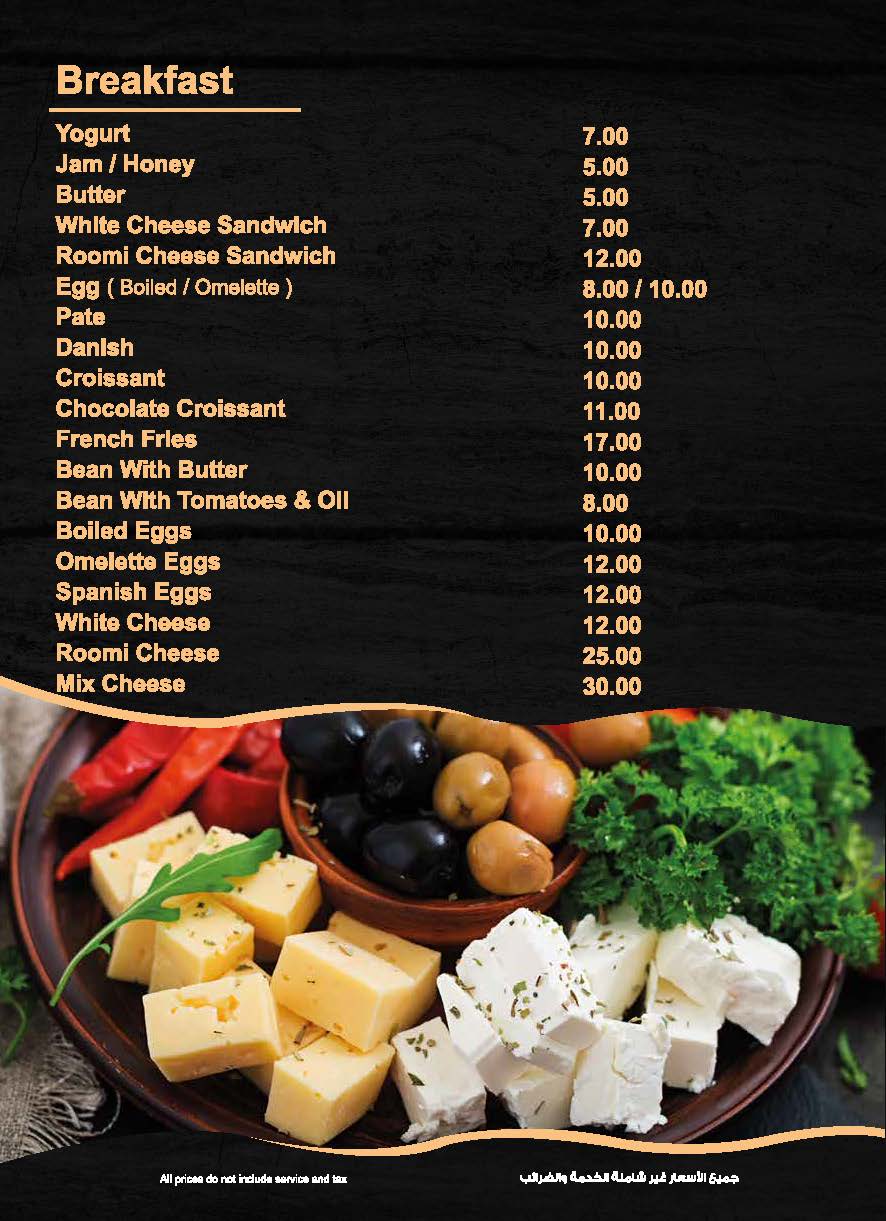 Breakfast
Yogurt 7.00
Jam / Honey 5.00
Butter 5.00
White Cheese Sandwich 7.00
Roomi Cheese Sandwich 12.00
Egg ( Boiled / Omelette ) 8.00 / 10.00
Pate 10.00
Danish 10.00
Croissant 10.00
Chocolate Croissant 11.00
French Fries 17.00
Bean With Butter 10.00
Bean With Tomatoes & Oil 8.00
Boiled Eggs 10.00
Omelette Eggs 12.00
Spanish Eggs 12.00
White Cheese 12.00
Roomi Cheese 25.00
Mix Cheese 30.00
All prices do not include service and tax
جميع الأسعار غير شاملة الخدمة والضرائب